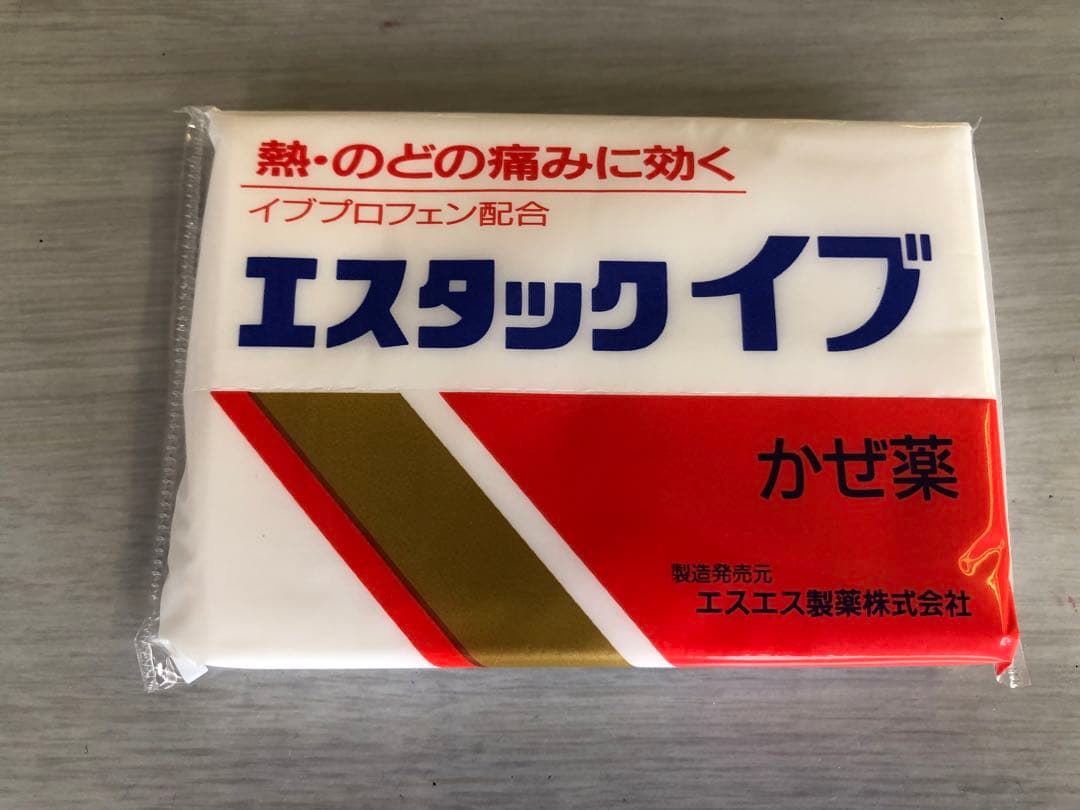 熱・のどの痛みに効く
イブプロフェン配合
エスタックイブ
かぜ薬
製造発売元
エスエス製薬株式会社